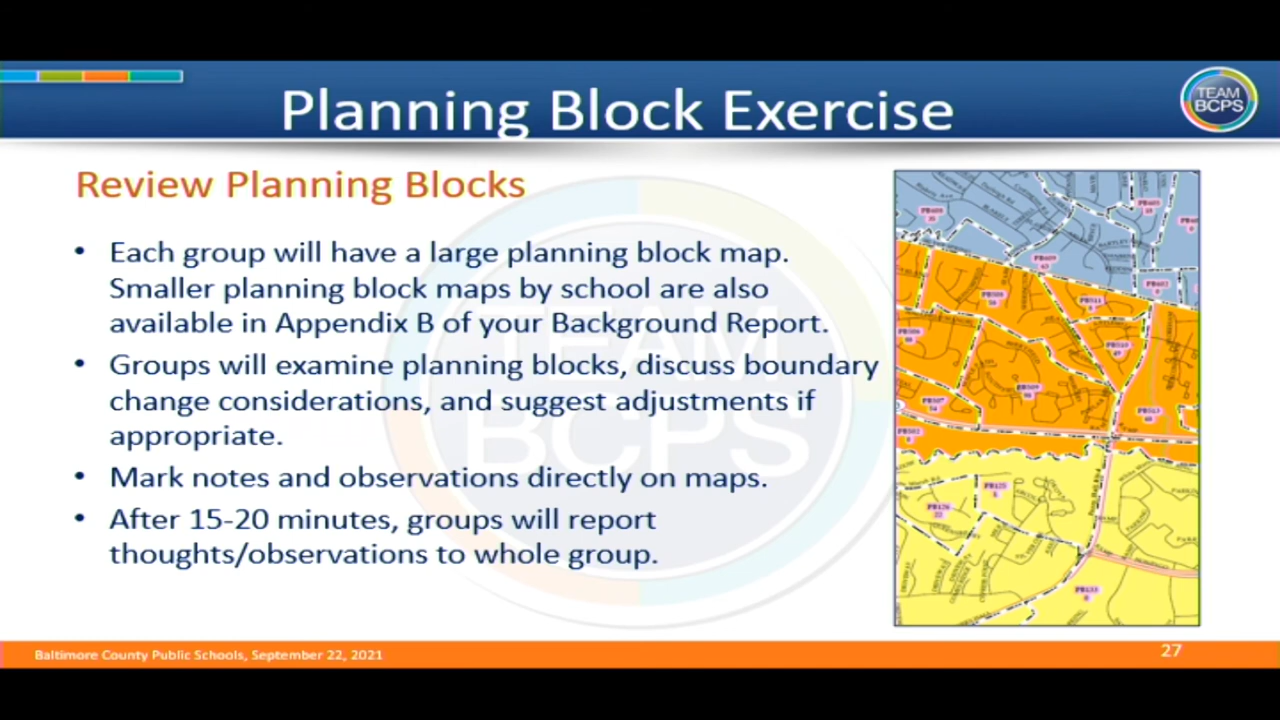 Planning Block Exercise
TEAM
BCPS
Review Planning Blocks
• Each group will have a large planning block map.
Smaller planning block maps by school are also
available in Appendix B of your Background Report.
• Groups will examine planning blocks, discuss boundary
change considerations, and suggest adjustments if
appropriate.
• Mark notes and observations directly on maps.
• After 15-20 minutes, groups will report
thoughts/observations to whole group.
TEAM
BCPS
Baltimore County Public Schools, September 22, 2021
27